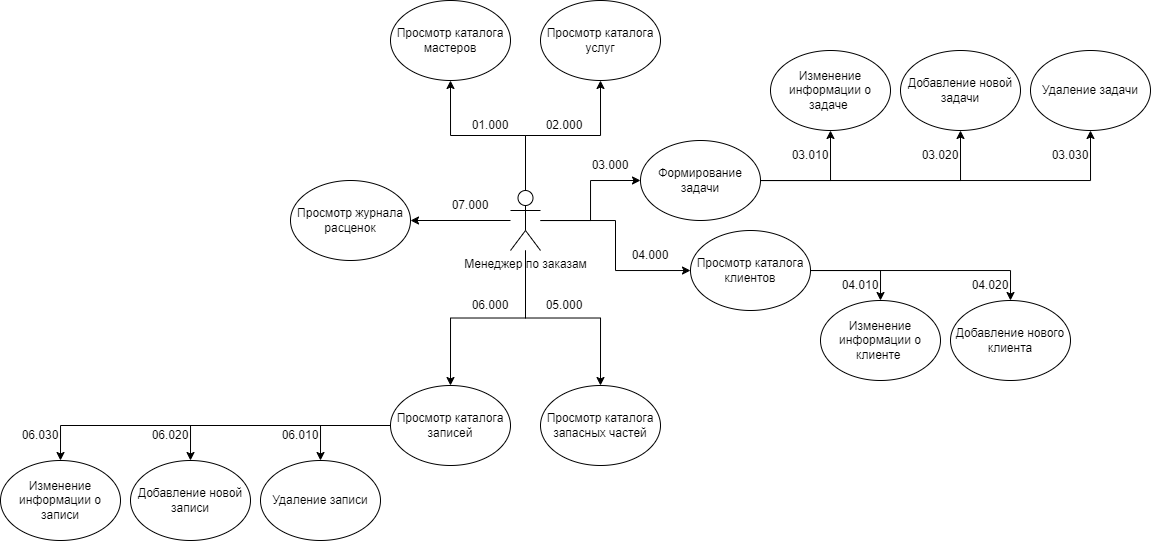 Просмотр каталога
мастеров
Просмотр каталога
услуг
01.000
02.000
Изменение
информации о
задаче
Добавление новой
задачи
Удаление задачи
03.010
03.020
03.030
03.000
Формирование
задачи
07.000
Просмотр журнала
расценок
Менеджер по заказам
04.000
Просмотр каталога
клиентов
04.010
04.020
Изменение
информации о
клиенте
Добавление нового
клиента
06.000
05.000
Просмотр каталога
записей
Просмотр каталога
запасных частей
06.030
06.020
06.010
Изменение
информации о
записи
Добавление новой
записи
Удаление записи